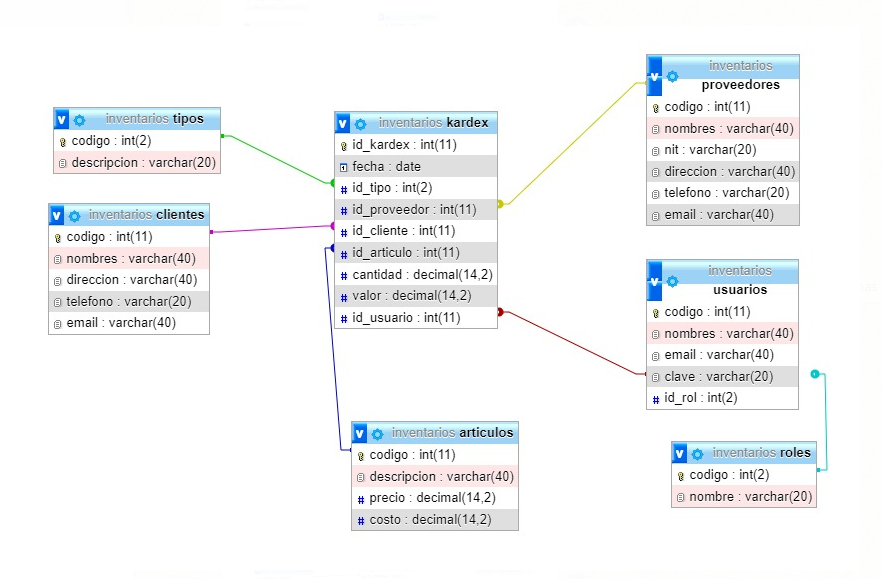 inventarios tipos
codigo : int(2)
descripcion : varchar(20)
inventarios clientes
codigo : int(11)
nombres : varchar(40)
direccion : varchar(40)
telefono : varchar(20)
email : varchar(40)
inventarios kardex
id_kardex : int(11)
fecha : date
id_tipo : int(2)
id_proveedor : int(11)
id_cliente : int(11)
id_articulo : int(11)
cantidad : decimal(14,2)
valor : decimal(14,2)
id_usuario : int(11)
inventarios articulos
codigo : int(11)
descripcion : varchar(40)
precio : decimal(14,2)
costo : decimal(14,2)
inventarios
proveedores
codigo : int(11)
nombres : varchar(40)
nit : varchar(20)
direccion : varchar(40)
telefono : varchar(20)
email : varchar(40)
inventarios
usuarios
codigo : int(11)
nombres : varchar(40)
email : varchar(40)
clave : varchar(20)
id_rol : int(2)
inventarios roles
codigo : int(2)
nombre : varchar(20)